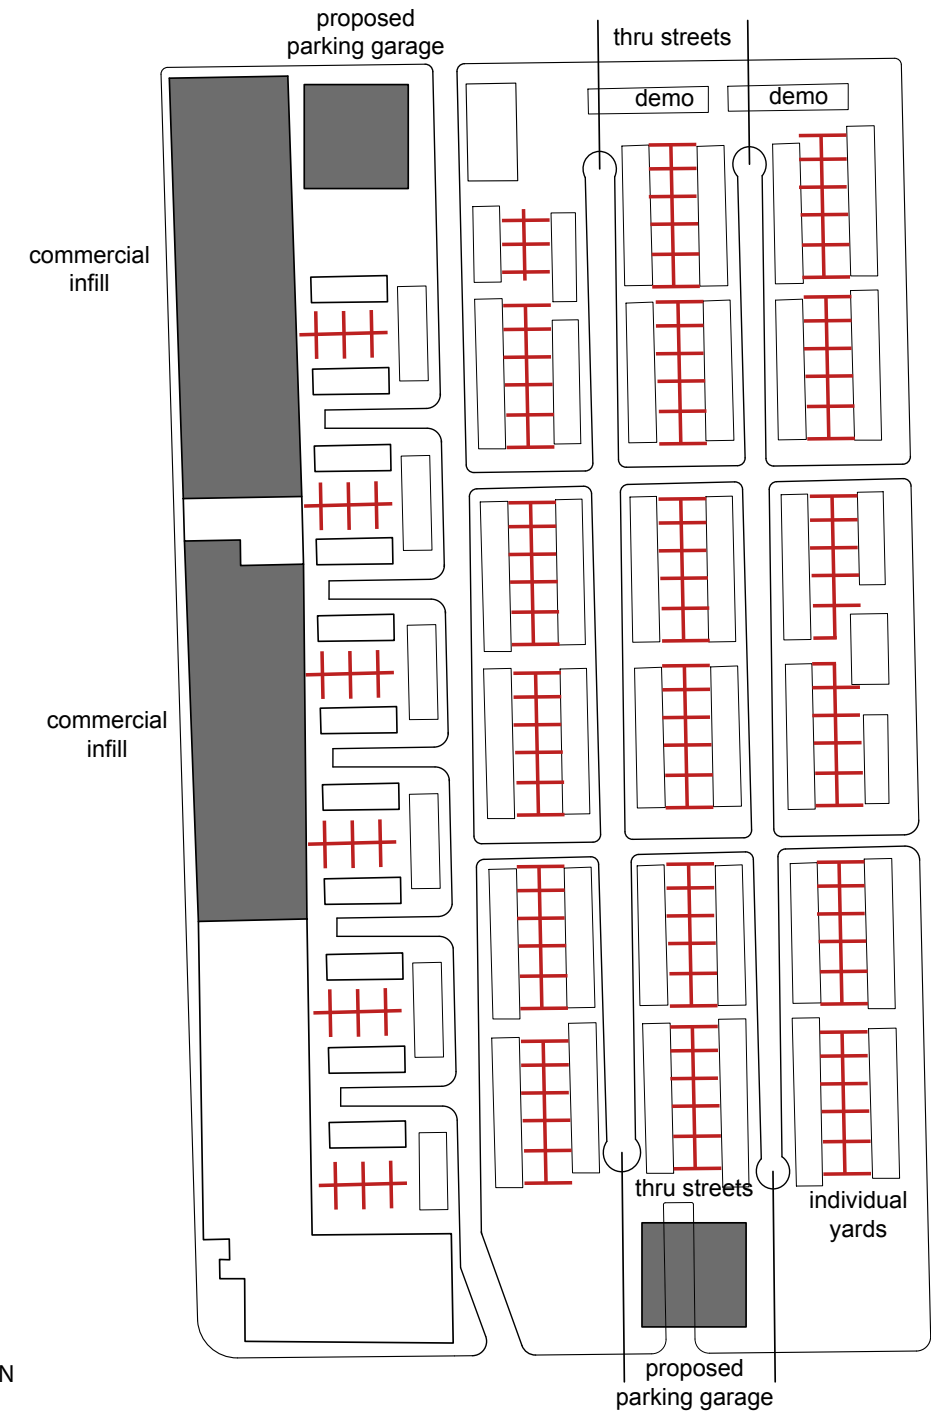 proposed
parking garage
thru streets
demo
demo
commercial
infill
commercial
infill
thru streets
individual
yards
proposed
parking garage
N